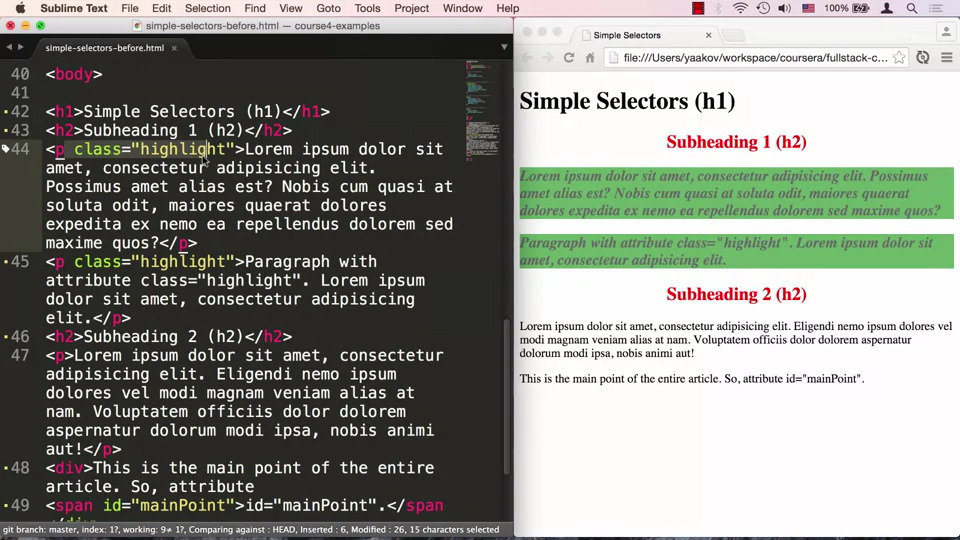 Sublime Text File Edit Selection Find View Goto Tools Project Window Help 100%
simple-selectors-before.html — course4-examples
simple-selectors-before.html ×
40 <body>
41
42 <h1>Simple Selectors (h1)</h1>
43 <h2>Subheading 1 (h2)</h2>
44 <p class="highlight">Lorem ipsum dolor sit
amet, consectetur adipisicing elit.
Possimus amet alias est? Nobis cum quasi at
soluta odit, maiores quaerat dolores
expedita ex nemo ea repellendus dolorem sed
maxime quos?</p>
45 <p class="highlight">Paragraph with
attribute class="highlight". Lorem ipsum
dolor sit amet, consectetur adipisicing
elit.</p>
46 <h2>Subheading 2 (h2)</h2>
47 <p>Lorem ipsum dolor sit amet, consectetur
adipisicing elit. Eligendi nemo ipsum
dolores vel modi magnam veniam alias at
nam. Voluptatem officiis dolor dolorem
aspernatur dolorum modi ipsa, nobis animi
aut!</p>
48 <div>This is the main point of the entire
article. So, attribute
49 <span id="mainPoint">id="mainPoint".</span
git branch: master, index: 1?, working: 9≠ 1?, Comparing against : HEAD, Inserted : 6, Modified : 26, 15 characters selected
Simple Selectors ×
file:///Users/yaakov/workspace/coursera/fullstack-c...
Simple Selectors (h1)
Subheading 1 (h2)
Lorem ipsum dolor sit amet, consectetur adipisicing elit. Possimus
amet alias est? Nobis cum quasi at soluta odit, maiores quaerat
dolores expedita ex nemo ea repellendus dolorem sed maxime quos?
Paragraph with attribute class="highlight". Lorem ipsum dolor sit
amet, consectetur adipisicing elit.
Subheading 2 (h2)
Lorem ipsum dolor sit amet, consectetur adipisicing elit. Eligendi nemo ipsum dolores vel
modi magnam veniam alias at nam. Voluptatem officiis dolor dolorem aspernatur
dolorum modi ipsa, nobis animi aut!
This is the main point of the entire article. So, attribute id="mainPoint".